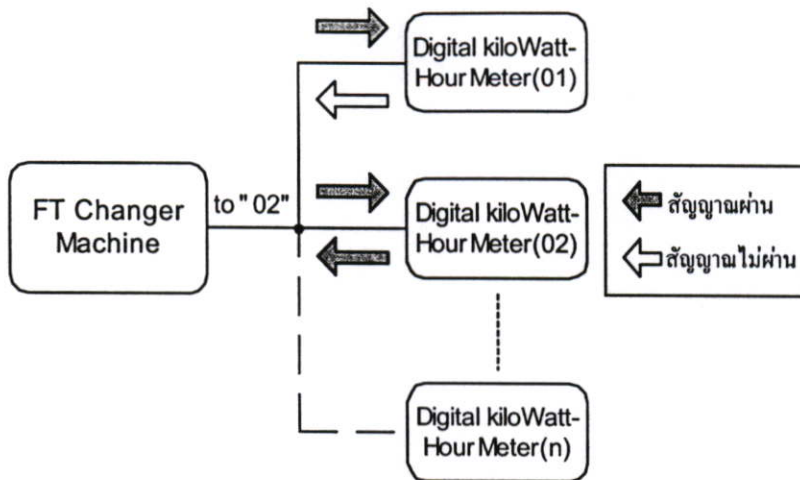 Digital kiloWatt-
Hour Meter(01)
FT Changer
Machine
to " 02"
Digital kiloWatt-
Hour Meter(02)
สัญญาณผ่าน
สัญญาณไม่ผ่าน
Digital kiloWatt-
Hour Meter(n)